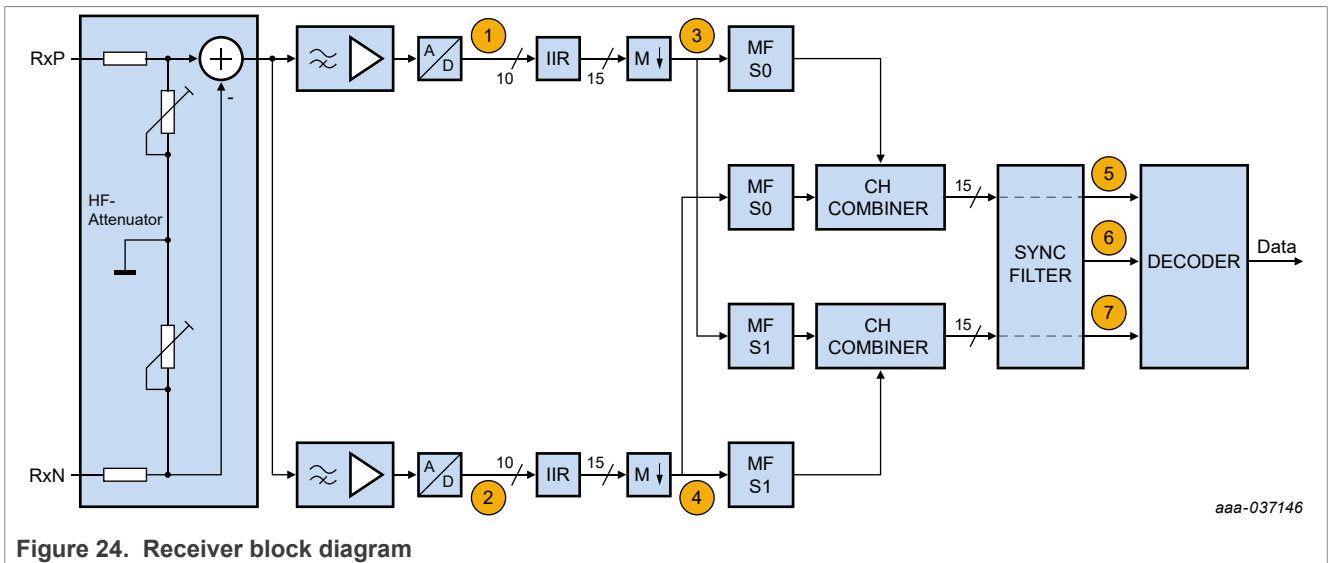 RxP
HF-
Attenuator
RxN
+
-
A
D
1
10
IIR
15
M
3
MF
S0
MF
S0
CH
COMBINER
15
MF
S1
CH
COMBINER
15
SYNC
FILTER
5
6
7
DECODER
Data
A
D
10
2
IIR
15
M
4
MF
S1
aaa-037146
Figure 24. Receiver block diagram